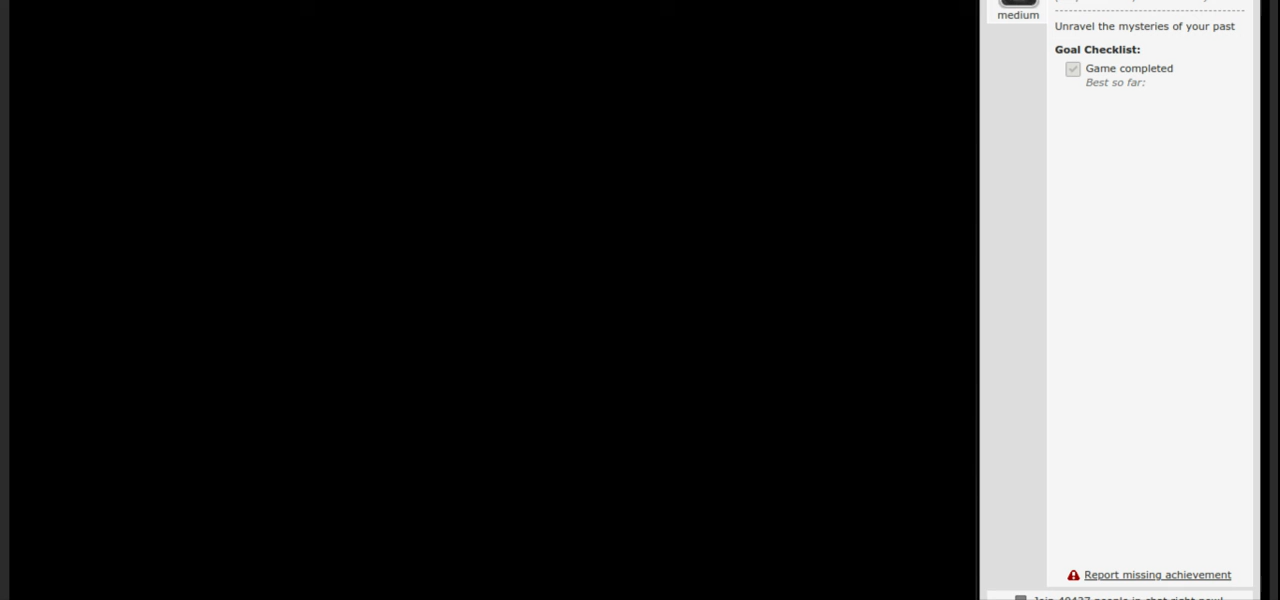 medium
Unravel the mysteries of your past
Goal Checklist:
Game completed
Best so far:
Report missing achievement